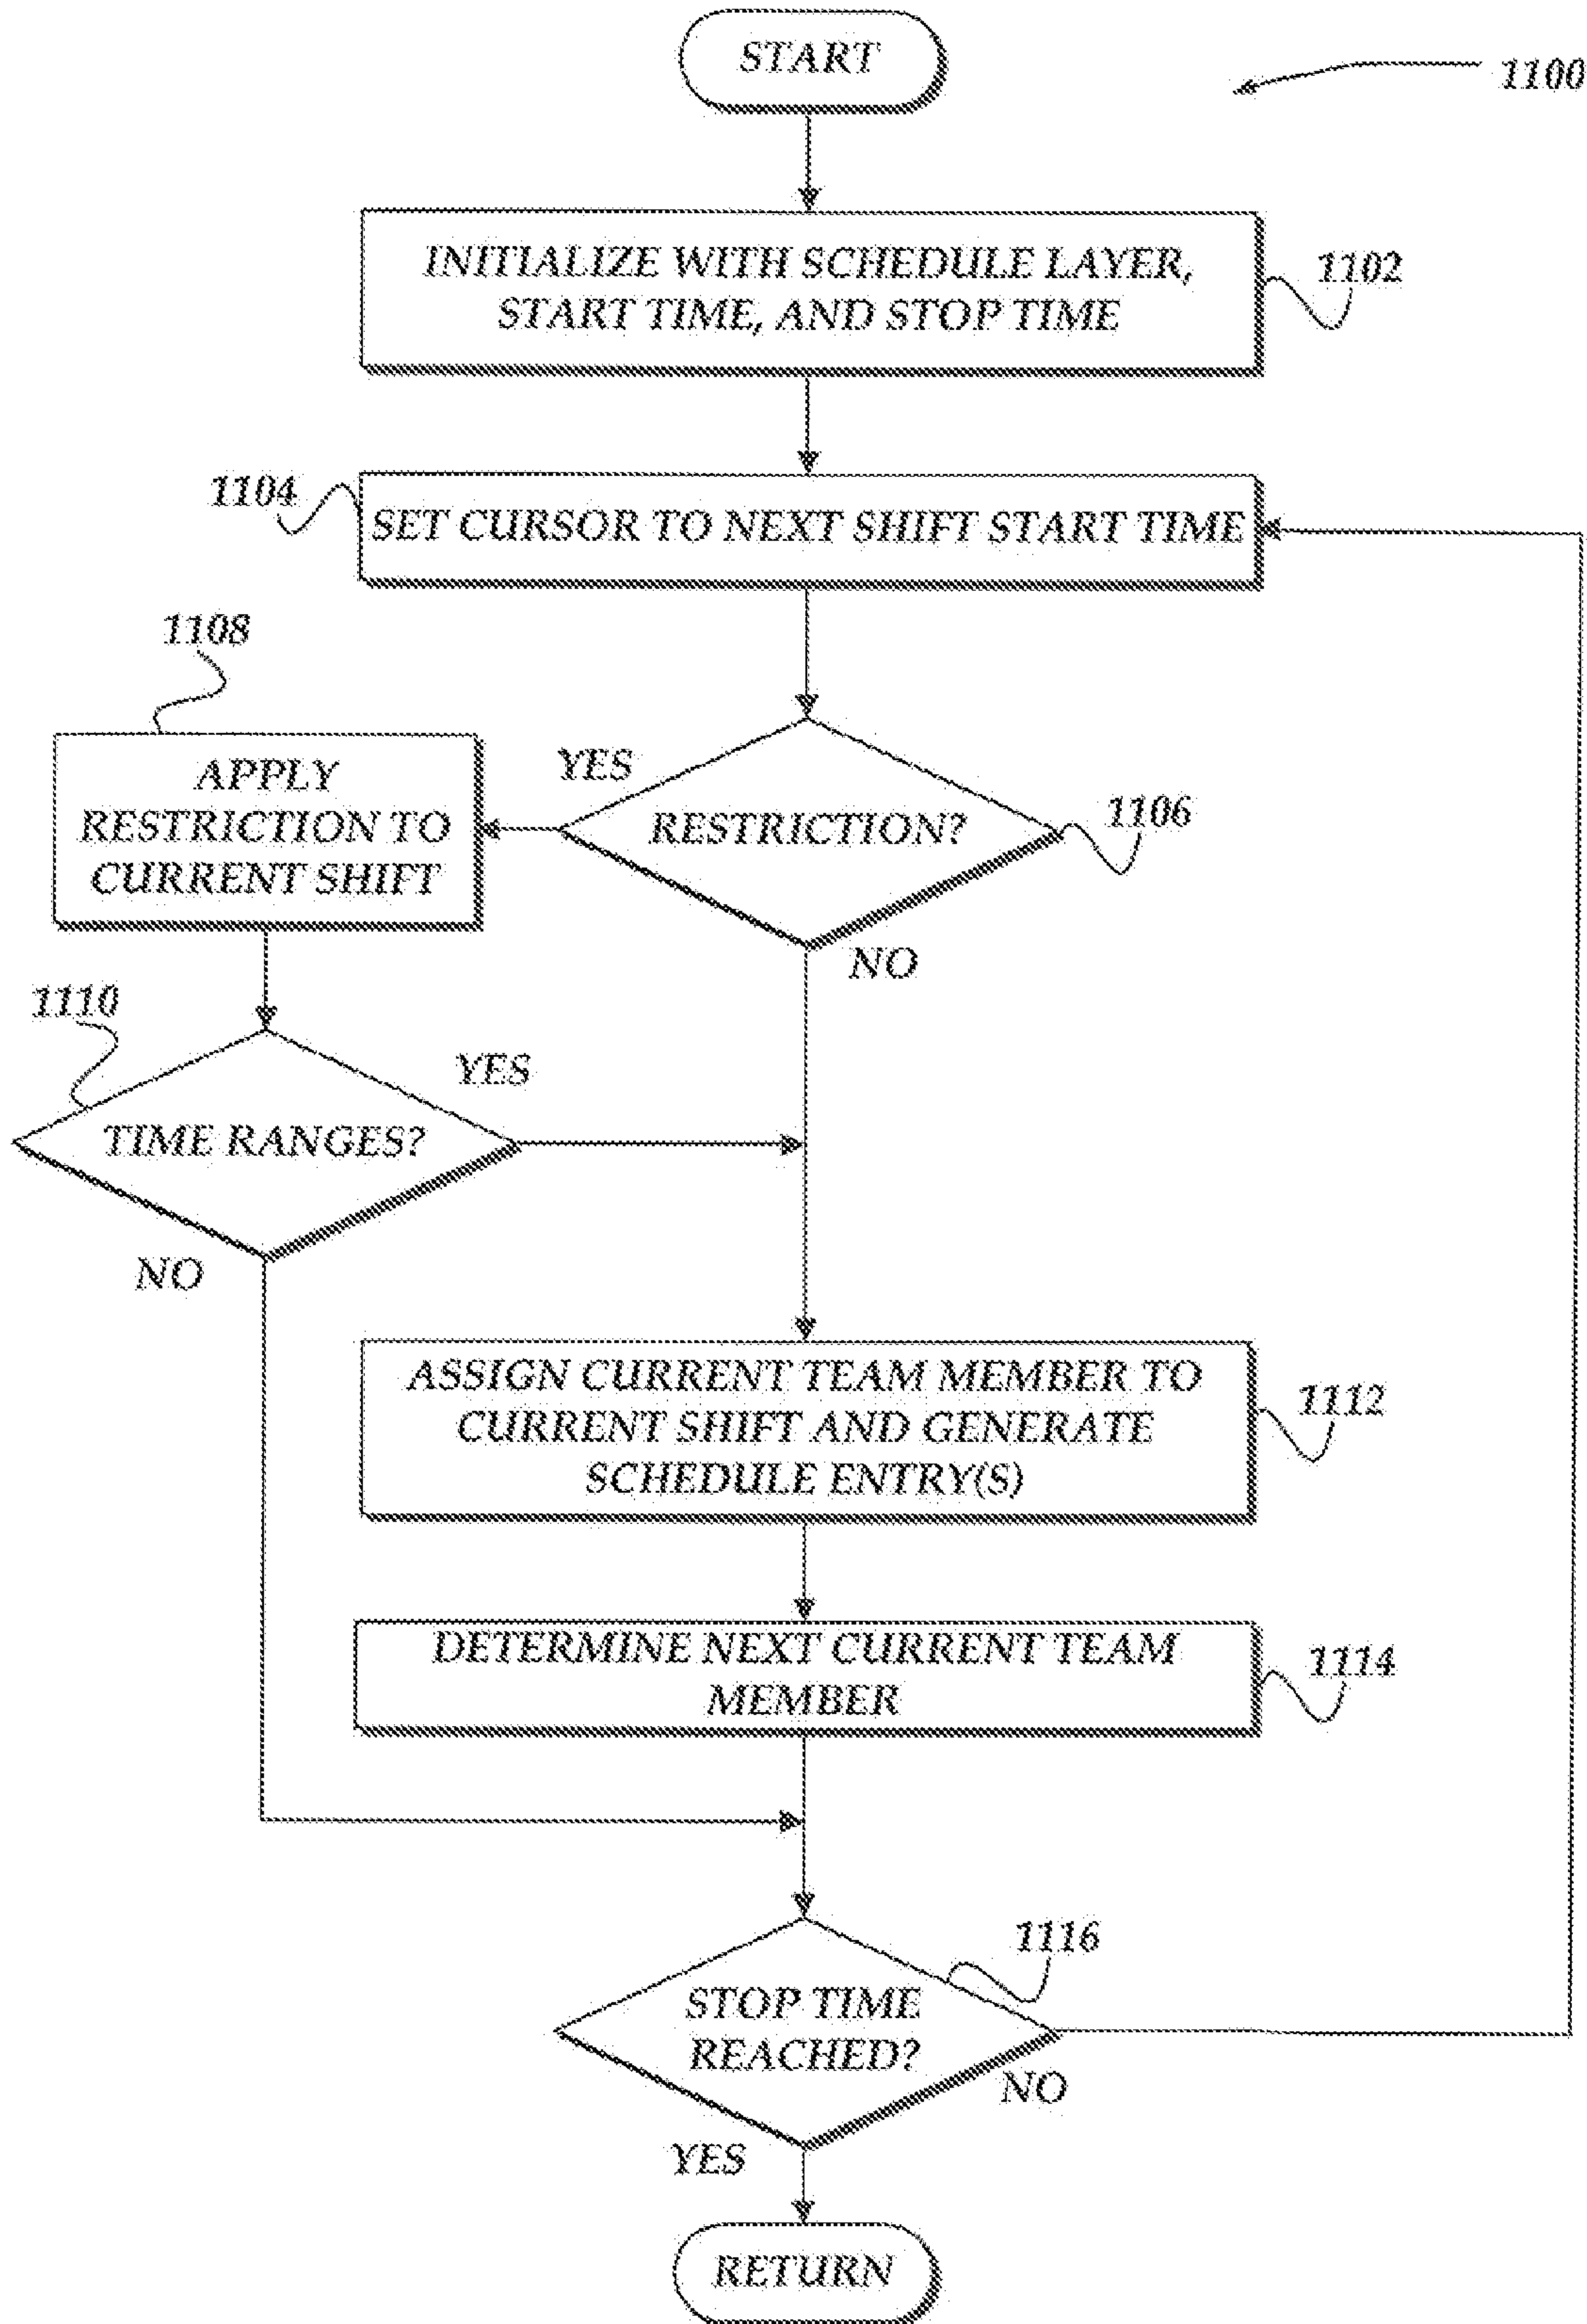 START
1100
INITIALIZE WITH SCHEDULE LAYER,
START TIME, AND STOP TIME
1102
1104
SET CURSOR TO NEXT SHIFT START TIME
1108
APPLY
RESTRICTION TO
CURRENT SHIFT
YES
RESTRICTION?
1106
NO
1110
YES
TIME RANGES?
NO
ASSIGN CURRENT TEAM MEMBER TO
CURRENT SHIFT AND GENERATE
SCHEDULE ENTRY(S)
1112
DETERMINE NEXT CURRENT TEAM
MEMBER
1114
1116
STOP TIME
REACHED?
NO
YES
RETURN